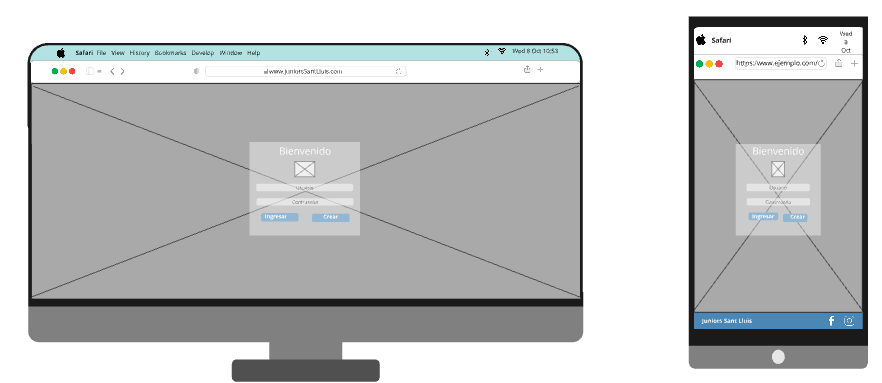 Safari File View History Bookmarks Develop Window Help
Wed 8 Oct 10:53
www.juniorsSantLluis.com
Bienvenido
Usuario
Contraseña
Ingresar
Crear
Safari
Wed
8
Oct
https://www.ejemplo.com/
Bienvenido
Usuario
Contraseña
Ingresar
Crear
Juniors Sant Lluis